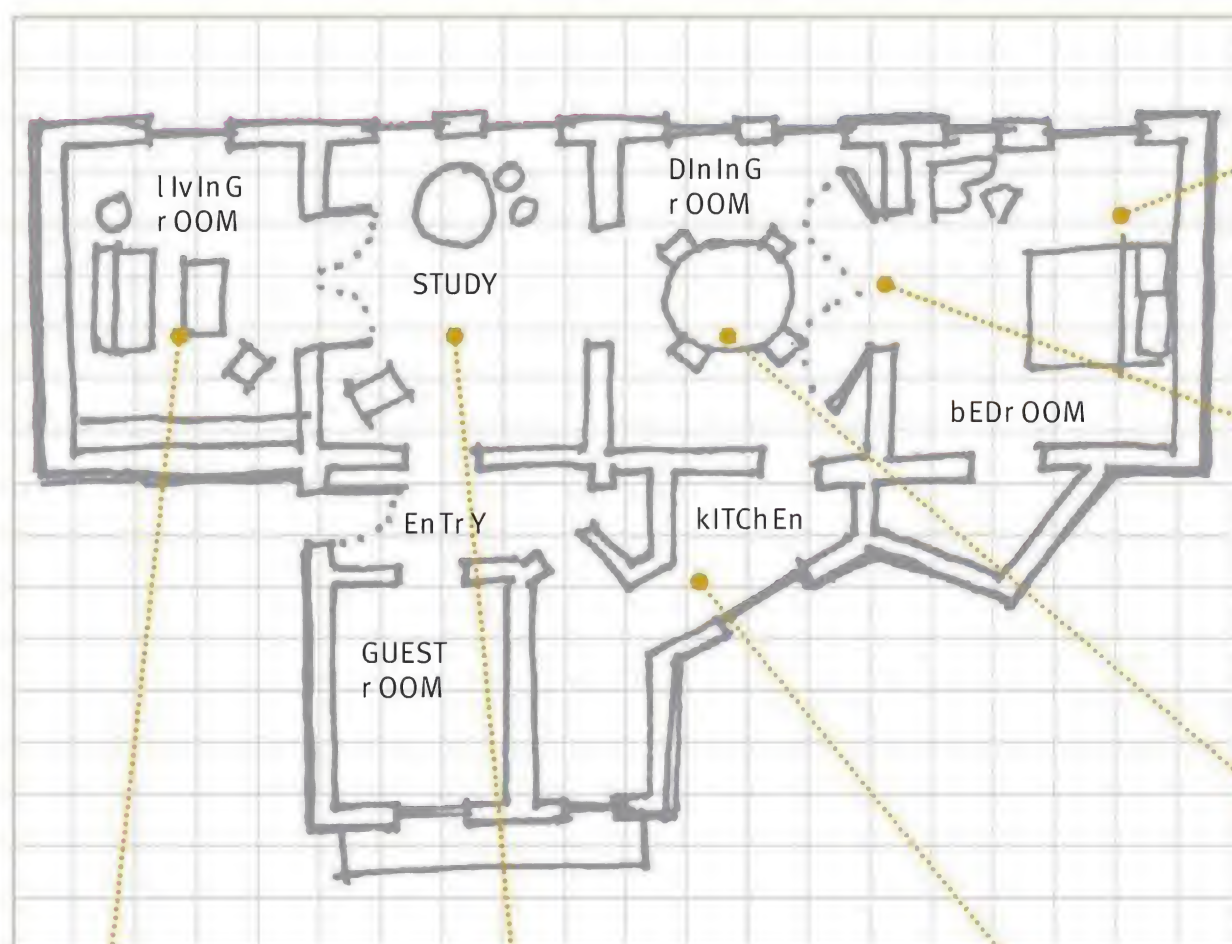 lIvInG
rOOM
DInInG
rOOM
STUDY
bEDrOOM
EnTrY
kITChEn
GUEST
rOOM